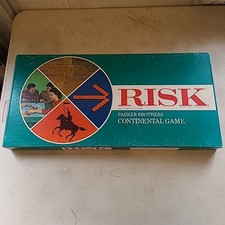 RISK
PARKER BROTHERS
CONTINENTAL GAME